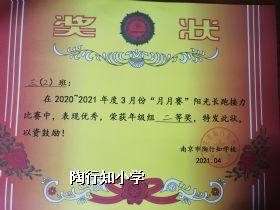 奖 状
三(2)班:
在2020~2021年度3月份“月月赛”阳光长跑接力
比赛中，表现优秀，荣获年级组 二等奖，特发此状，
以资鼓励！
南京市陶行知学校
2021.04
陶行知小学